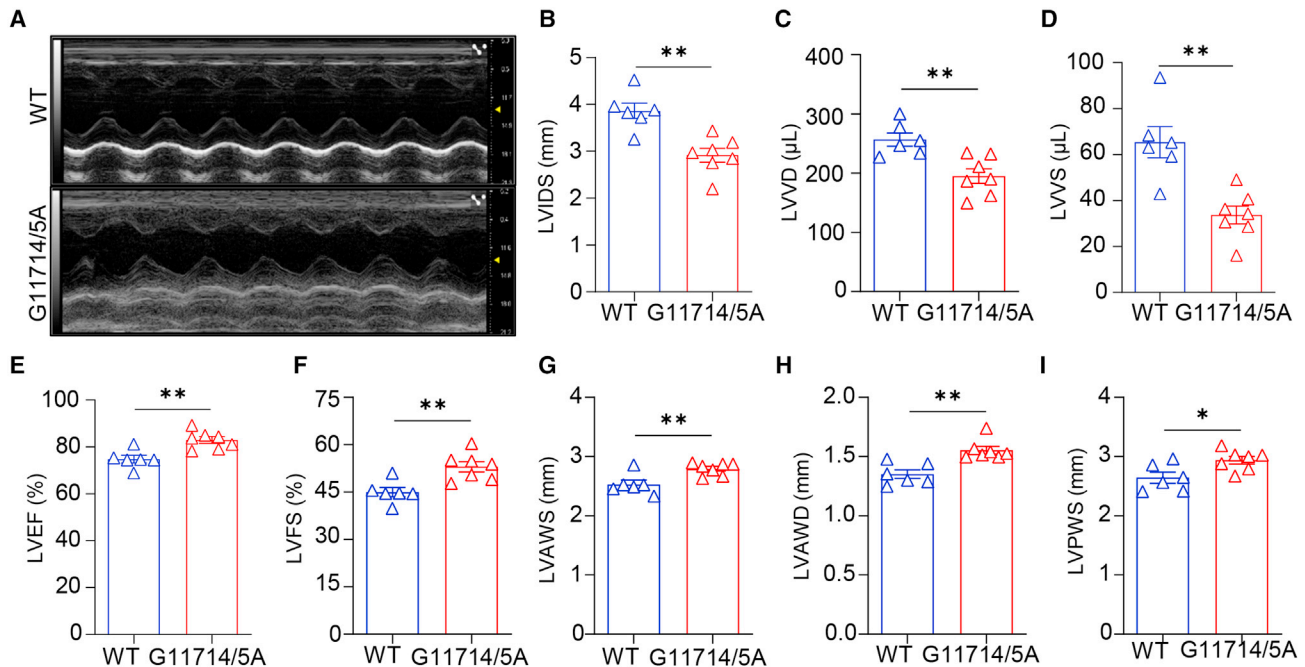 A
WT
G11714/5A
B
**
LVIDS (mm)
5
4
3
2
1
0
WT G11714/5A
C
**
LVVD (µL)
400
300
200
100
0
WT G11714/5A
D
**
LVVS (µL)
100
80
60
40
20
0
WT G11714/5A
E
**
LVEF (%)
100
80
60
40
20
0
WT G11714/5A
F
**
LVFS (%)
75
60
45
30
15
0
WT G11714/5A
G
**
LVAWS (mm)
4
3
2
1
0
WT G11714/5A
H
**
LVAWD (mm)
2.0
1.5
1.0
0.5
0.0
WT G11714/5A
I
*
LVPWS (mm)
4
3
2
1
0
WT G11714/5A